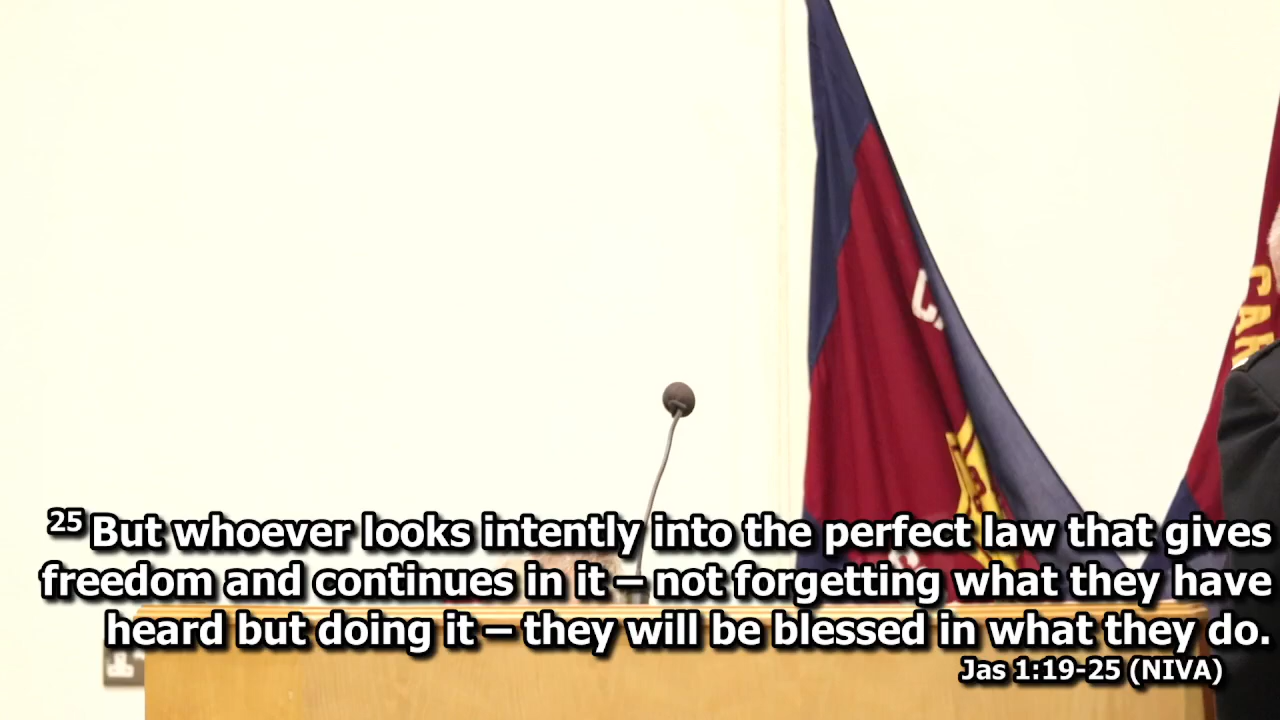 25 But whoever looks intently into the perfect law that gives
freedom and continues in it – not forgetting what they have
heard but doing it – they will be blessed in what they do.
Jas 1:19-25 (NIVA)